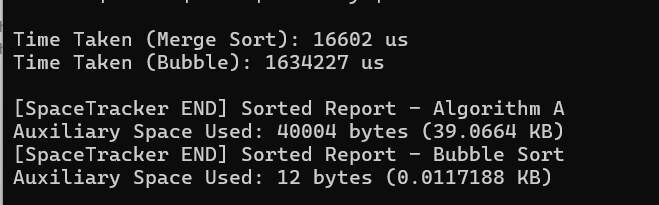 Time Taken (Merge Sort): 16602 us
Time Taken (Bubble): 1634227 us
[SpaceTracker END] Sorted Report - Algorithm A
Auxiliary Space Used: 40004 bytes (39.0664 KB)
[SpaceTracker END] Sorted Report - Bubble Sort
Auxiliary Space Used: 12 bytes (0.0117188 KB)